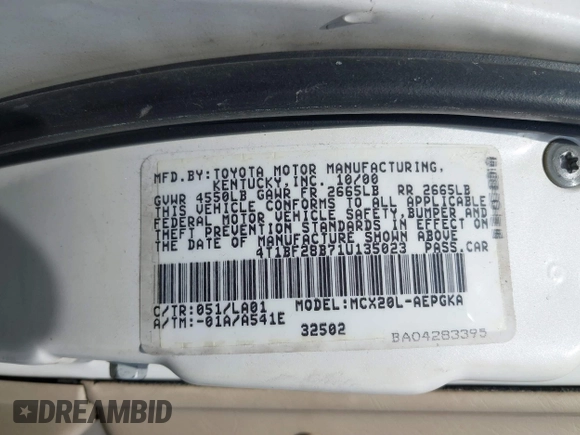 MFD.BY:TOYOTA MOTOR MANUFACTURING,
KENTUCKY,INC. 10/00
GVWR 4550LB GAWR FR 2665LB RR 2665LB
THIS VEHICLE CONFORMS TO ALL APPLICABLE
FEDERAL MOTOR VEHICLE SAFETY,BUMPER AND
THEFT PREVENTION STANDARDS IN EFFECT ON
THE DATE OF MANUFACTURE SHOWN ABOVE
4T1BF28B71U135023 PASS.CAR
C/TR:051/LA01 MODEL:MCX20L-AEPGKA
A/TM:-01A/A541E
32502
BA04283395
DREAMBID